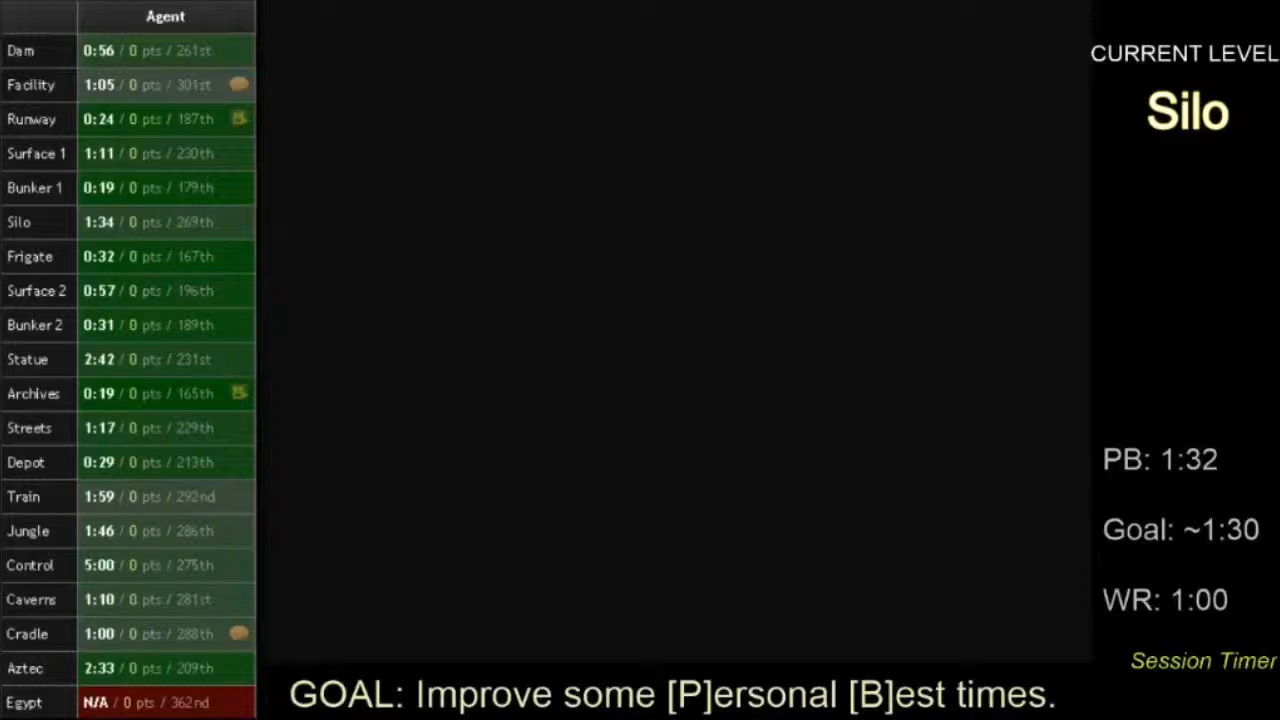 Agent
Dam 0:56 / 0 pts / 261st
Facility 1:05 / 0 pts / 301st
Runway 0:24 / 0 pts / 187th
Surface 1 1:11 / 0 pts / 230th
Bunker 1 0:19 / 0 pts / 179th
Silo 1:34 / 0 pts / 269th
Frigate 0:32 / 0 pts / 167th
Surface 2 0:57 / 0 pts / 196th
Bunker 2 0:31 / 0 pts / 189th
Statue 2:42 / 0 pts / 231st
Archives 0:19 / 0 pts / 165th
Streets 1:17 / 0 pts / 229th
Depot 0:29 / 0 pts / 213th
Train 1:59 / 0 pts / 292nd
Jungle 1:46 / 0 pts / 286th
Control 5:00 / 0 pts / 275th
Caverns 1:10 / 0 pts / 281st
Cradle 1:00 / 0 pts / 288th
Aztec 2:33 / 0 pts / 209th
Egypt N/A / 0 pts / 362nd
CURRENT LEVEL
Silo
PB: 1:32
Goal: ~1:30
WR: 1:00
Session Timer
GOAL: Improve some [P]ersonal [B]est times.